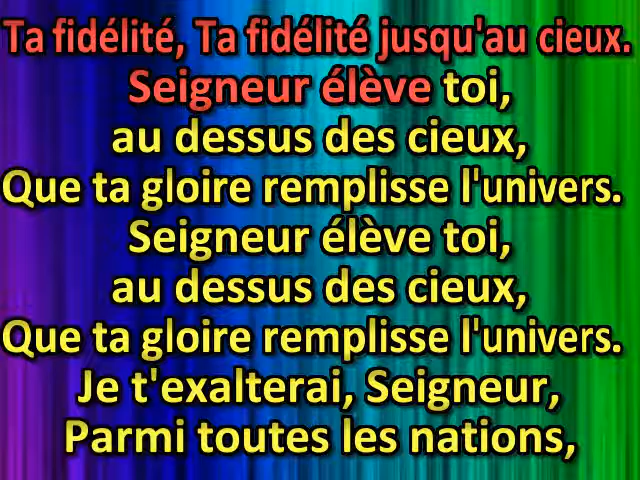 Ta fidélité, Ta fidélité jusqu'au cieux.
Seigneur élève toi,
au dessus des cieux,
Que ta gloire remplisse l'univers.
Seigneur élève toi,
au dessus des cieux,
Que ta gloire remplisse l'univers.
Je t'exalterai, Seigneur,
Parmi toutes les nations,